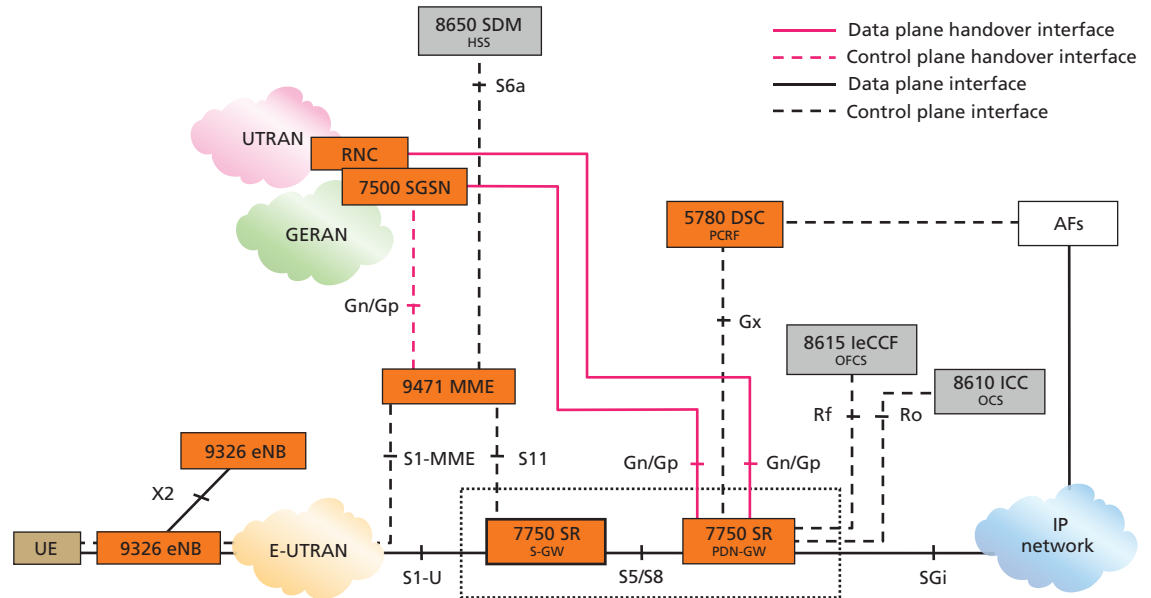 8650 SDM
HSS
Data plane handover interface
Control plane handover interface
Data plane interface
Control plane interface
S6a
UTRAN
RNC
7500 SGSN
GERAN
5780 DSC
PCRF
AFs
Gn/Gp
Gx
8615 IeCCF
OFCS
9471 MME
8610 ICC
OCS
Rf
Ro
9326 eNB
S1-MME
S11
Gn/Gp
Gn/Gp
X2
UE
9326 eNB
E-UTRAN
7750 SR
S-GW
7750 SR
PDN-GW
IP
network
S1-U
S5/S8
SGi